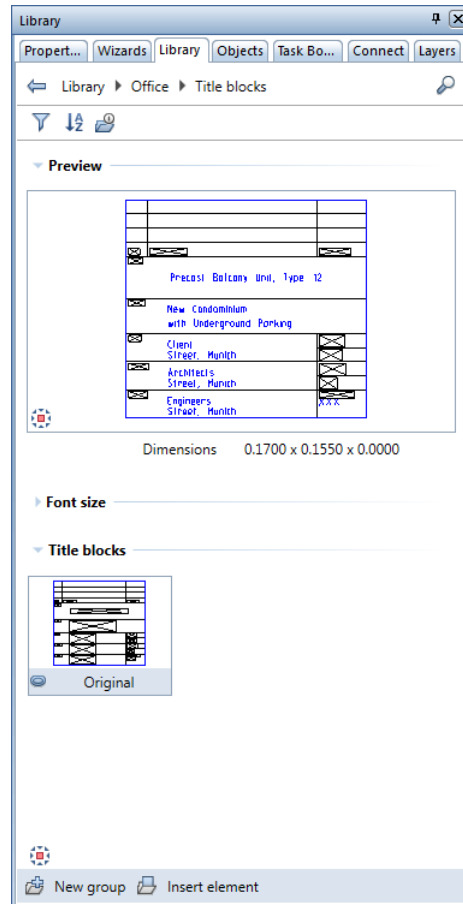 Library
Propert... Wizards Library Objects Task Bo... Connect Layers
Library Office Title blocks
Preview
Precast Balcony Unit, Type 12
New Condominium
with Underground Parking
Client
Street, Munich
Architects
Street, Munich
Engineers
Street, Munich
XXX
Dimensions 0.1700 x 0.1550 x 0.0000
Font size
Title blocks
Original
New group Insert element